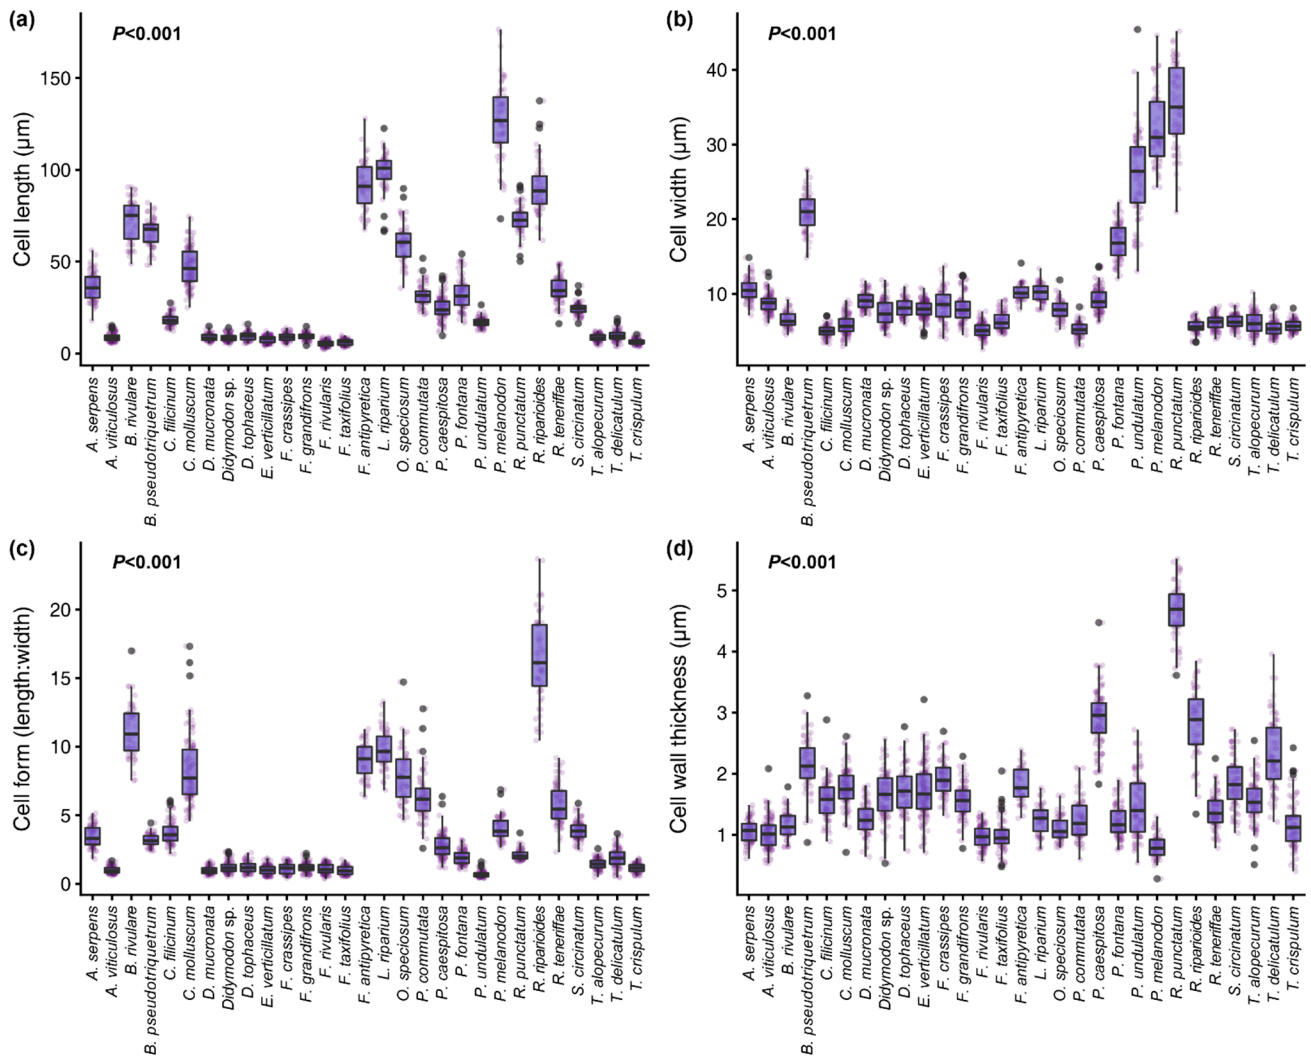 (a)
P<0.001
Cell length (µm)
150
100
50
0
A. serpens
A. viticulosus
B. rivulare
B. pseudotriquetrum
C. filicinum
C. molluscum
D. mucronata
Didymodon sp.
D. tophaceus
E. verticillatum
F. crassipes
F. grandifrons
F. rivularis
F. taxifolius
F. antipyretica
L. riparium
O. speciosum
P. commutata
P. caespitosa
P. fontana
P. undulatum
P. melanodon
R. punctatum
R. riparioides
R. teneriffae
S. circinatum
T. alopecurum
T. delicatulum
T. crispulum
(b)
P<0.001
Cell width (µm)
40
30
20
10
A. serpens
A. viticulosus
B. rivulare
B. pseudotriquetrum
C. filicinum
C. molluscum
D. mucronata
Didymodon sp.
D. tophaceus
E. verticillatum
F. crassipes
F. grandifrons
F. rivularis
F. taxifolius
F. antipyretica
L. riparium
O. speciosum
P. commutata
P. caespitosa
P. fontana
P. undulatum
P. melanodon
R. punctatum
R. riparioides
R. teneriffae
S. circinatum
T. alopecurum
T. delicatulum
T. crispulum
(c)
P<0.001
Cell form (length:width)
20
15
10
5
0
A. serpens
A. viticulosus
B. rivulare
B. pseudotriquetrum
C. filicinum
C. molluscum
D. mucronata
Didymodon sp.
D. tophaceus
E. verticillatum
F. crassipes
F. grandifrons
F. rivularis
F. taxifolius
F. antipyretica
L. riparium
O. speciosum
P. commutata
P. caespitosa
P. fontana
P. undulatum
P. melanodon
R. punctatum
R. riparioides
R. teneriffae
S. circinatum
T. alopecurum
T. delicatulum
T. crispulum
(d)
P<0.001
Cell wall thickness (µm)
5
4
3
2
1
A. serpens
A. viticulosus
B. rivulare
B. pseudotriquetrum
C. filicinum
C. molluscum
D. mucronata
Didymodon sp.
D. tophaceus
E. verticillatum
F. crassipes
F. grandifrons
F. rivularis
F. taxifolius
F. antipyretica
L. riparium
O. speciosum
P. commutata
P. caespitosa
P. fontana
P. undulatum
P. melanodon
R. punctatum
R. riparioides
R. teneriffae
S. circinatum
T. alopecurum
T. delicatulum
T. crispulum